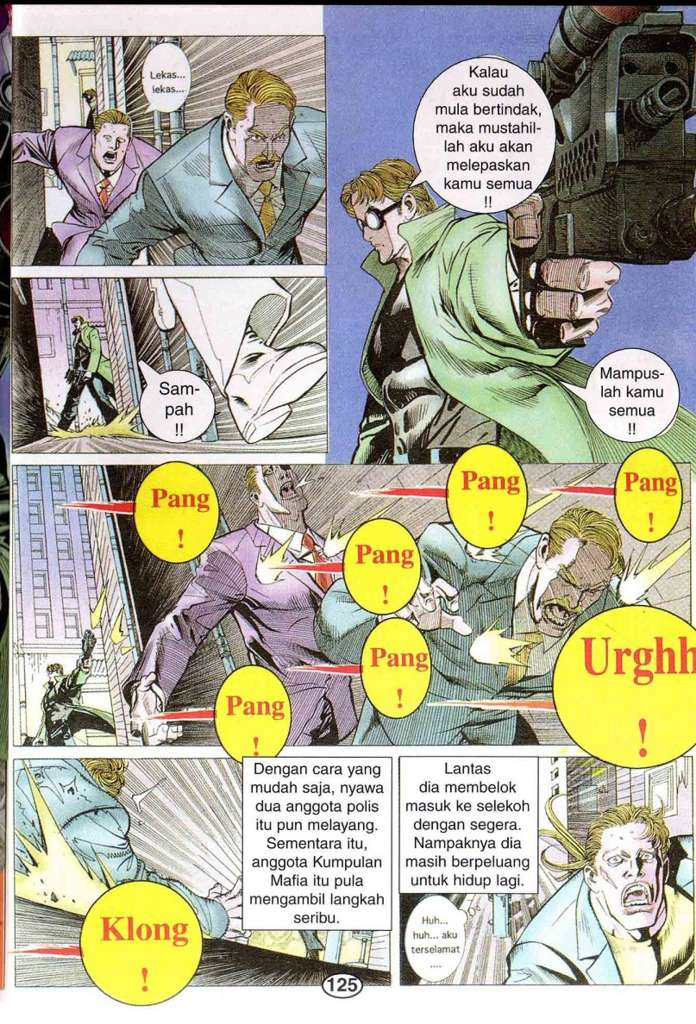 Lekas...
lekas...
Kalau
aku sudah
mula bertindak,
maka mustahil-
lah aku akan
melepaskan
kamu semua
!!
Mampus-
lah kamu
semua
!!
Sam-
pah
!!
Pang
!
Pang
!
Pang
!
Pang
!
Pang
!
Pang
!
Urghh
!
Dengan cara yang
mudah saja, nyawa
dua anggota polis
itu pun melayang.
Sementara itu,
anggota Kumpulan
Mafia itu pula
mengambil langkah
seribu.
Klong
!
Lantas
dia membelok
masuk ke selekoh
dengan segera.
Nampaknya dia
masih berpeluang
untuk hidup lagi.
Huh...
huh... aku
terselamat
....
125